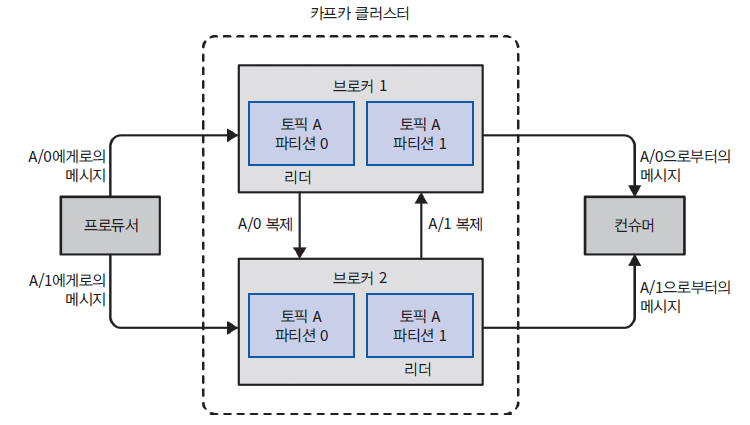 카프카 클러스터
브로커 1
토픽 A
파티션 0
토픽 A
파티션 1
리더
A/0에게로의
메시지
A/0으로부터의
메시지
프로듀서
A/0 복제
A/1 복제
컨슈머
A/1에게로의
메시지
A/1으로부터의
메시지
브로커 2
토픽 A
파티션 0
토픽 A
파티션 1
리더